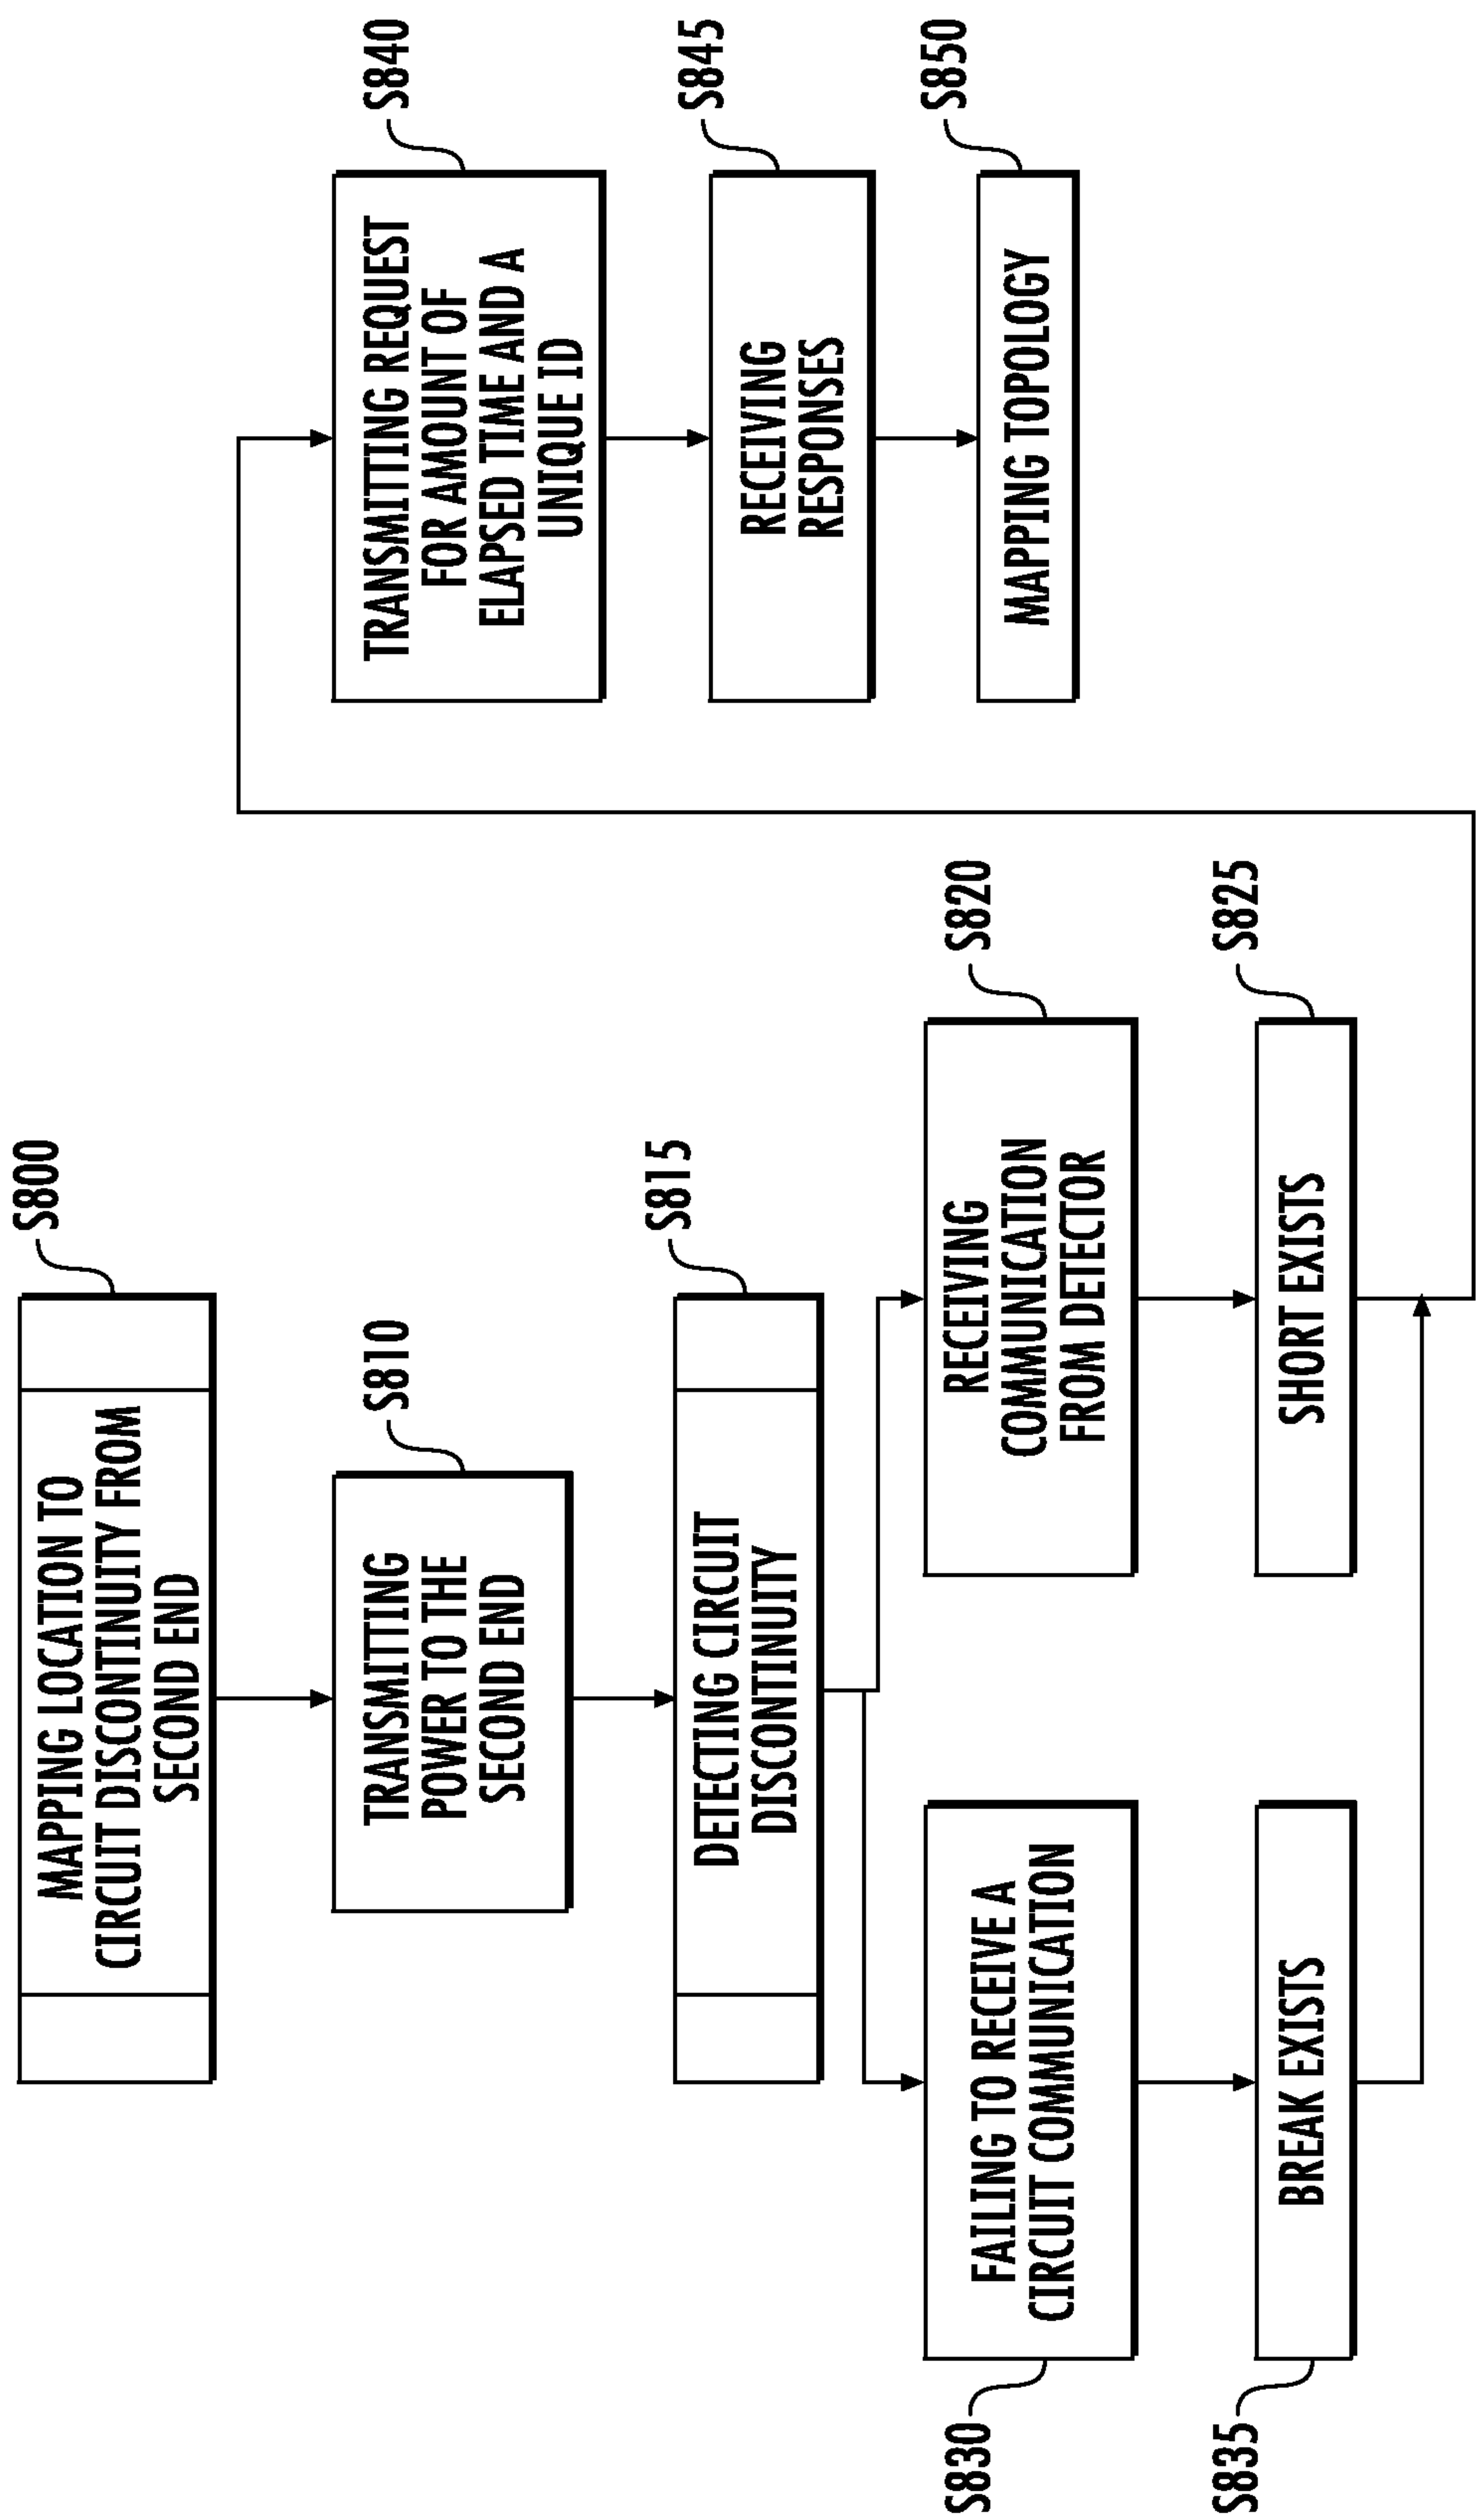 S800
MAPPING LOCATION TO
CIRCUIT DISCONTINUITY FROM
SECOND END
S810
TRANSMITTING
POWER TO THE
SECOND END
S815
DETECTING CIRCUIT
DISCONTINUITY
S830
FAILING TO RECEIVE A
CIRCUIT COMMUNICATION
S835
BREAK EXISTS
S820
RECEIVING
COMMUNICATION
FROM DETECTOR
S825
SHORT EXISTS
S840
TRANSMITTING REQUEST
FOR AMOUNT OF
ELAPSED TIME AND A
UNIQUE ID
S845
RECEIVING
RESPONSES
S850
MAPPING TOPOLOGY